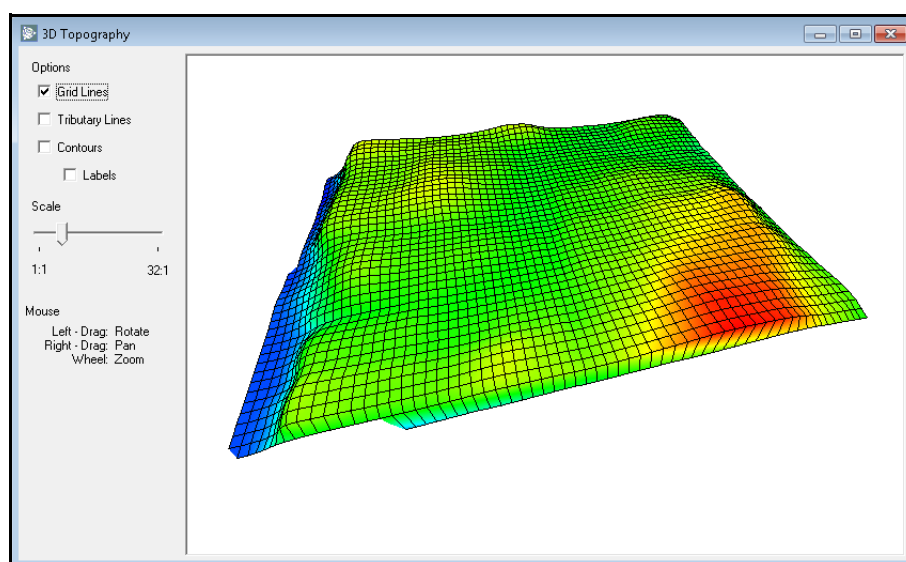 3D Topography
Options
Grid Lines
Tributary Lines
Contours
Labels
Scale
1:1 32:1
Mouse
Left - Drag: Rotate
Right - Drag: Pan
Wheel: Zoom